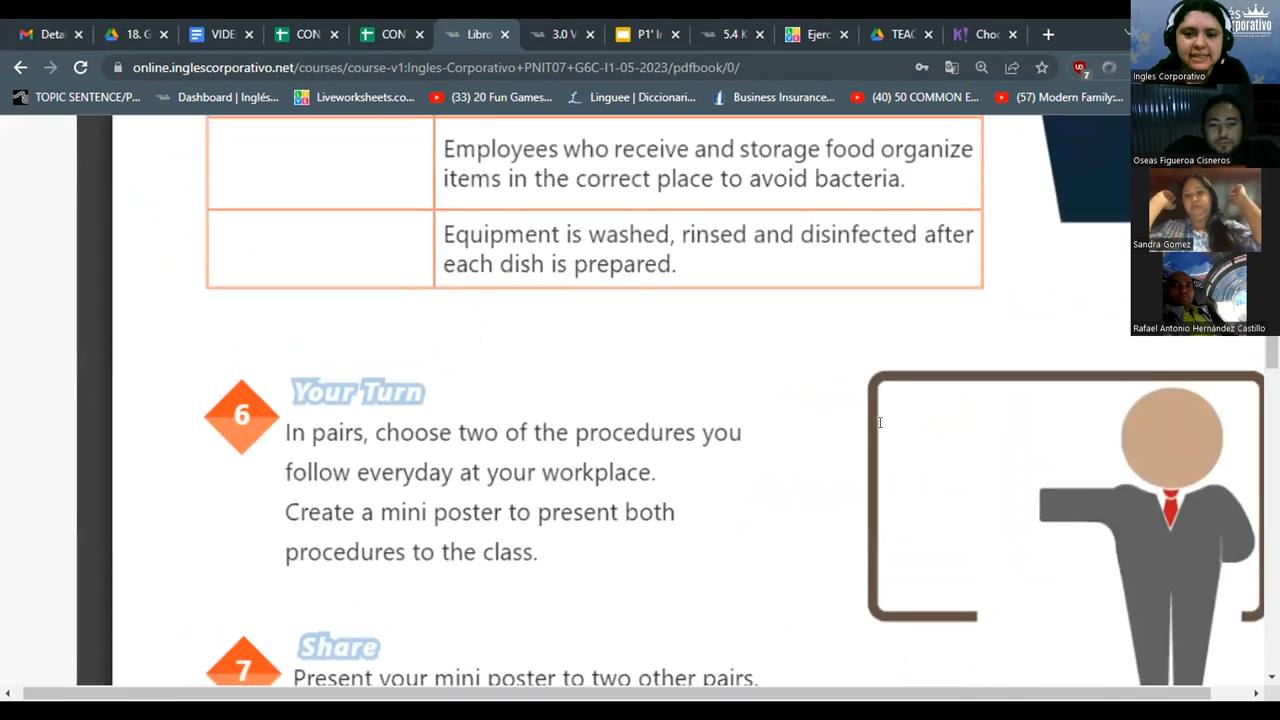 Detal
18. G
VIDE
CON
CON
Libro
3.0 V
P1' Ir
5.4 K
Ejerc
TEAC
Choc
online.inglescorporativo.net/courses/course-v1:Ingles-Corporativo+PNIT07+G6C-I1-05-2023/pdfbook/0/
7
TOPIC SENTENCE/P...
Dashboard | Inglés...
Liveworksheets.co...
(33) 20 Fun Games...
Linguee | Diccionari...
Business Insurance...
(40) 50 COMMON E...
(57) Modern Family:...
Employees who receive and storage food organize
items in the correct place to avoid bacteria.
Equipment is washed, rinsed and disinfected after
each dish is prepared.
6
Your Turn
In pairs, choose two of the procedures you
follow everyday at your workplace.
Create a mini poster to present both
procedures to the class.
7
Share
Present your mini poster to two other pairs.
Ingles Corporativo
Oseas Figueroa Cisneros
Sandra Gomez
Rafael Antonio Hernández Castillo